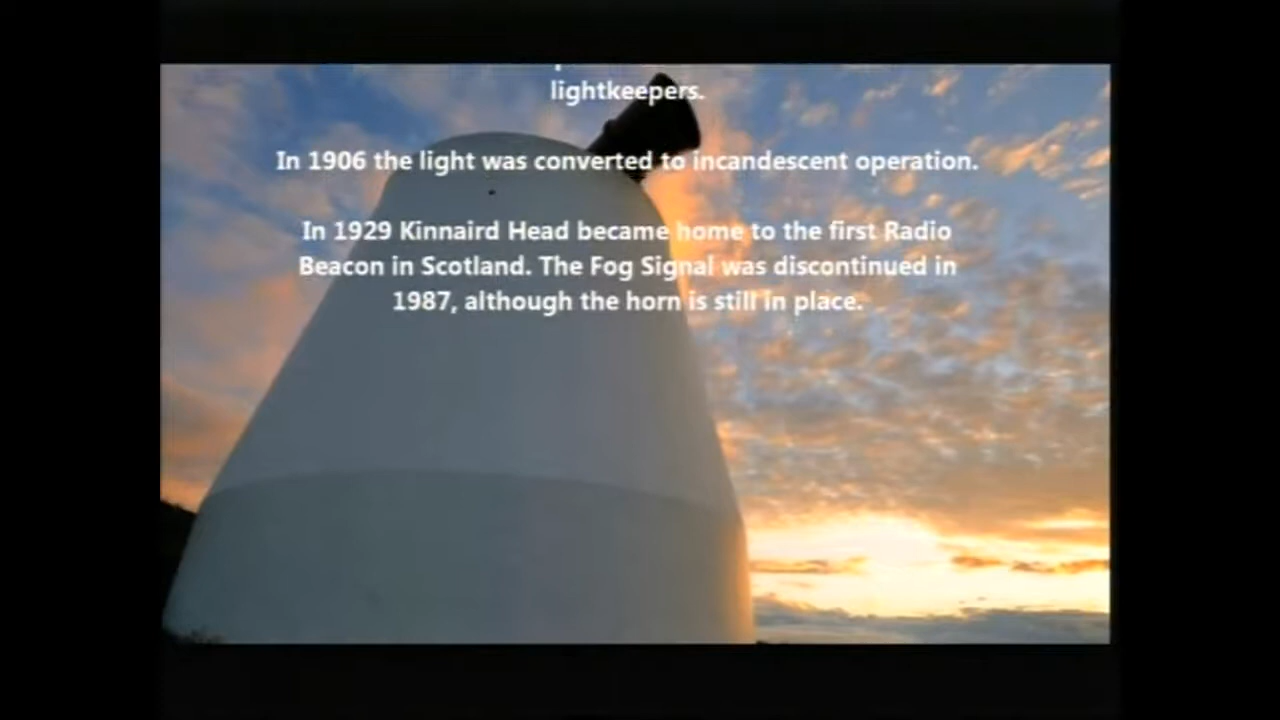 lightkeepers.
In 1906 the light was converted to incandescent operation.
In 1929 Kinnaird Head became home to the first Radio
Beacon in Scotland. The Fog Signal was discontinued in
1987, although the horn is still in place.